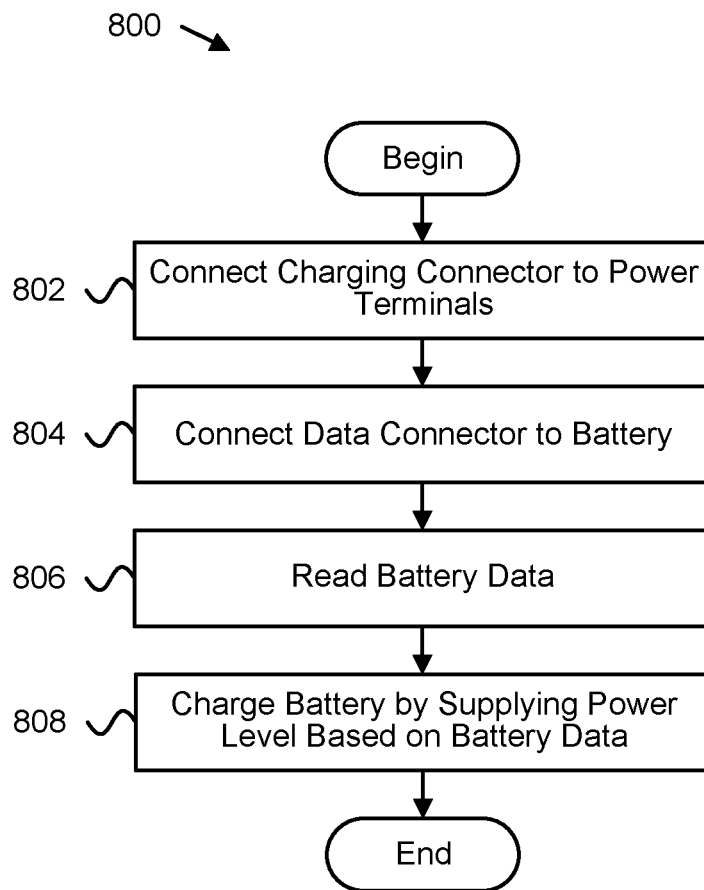 800
Begin
802
Connect Charging Connector to Power
Terminals
804
Connect Data Connector to Battery
806
Read Battery Data
808
Charge Battery by Supplying Power
Level Based on Battery Data
End